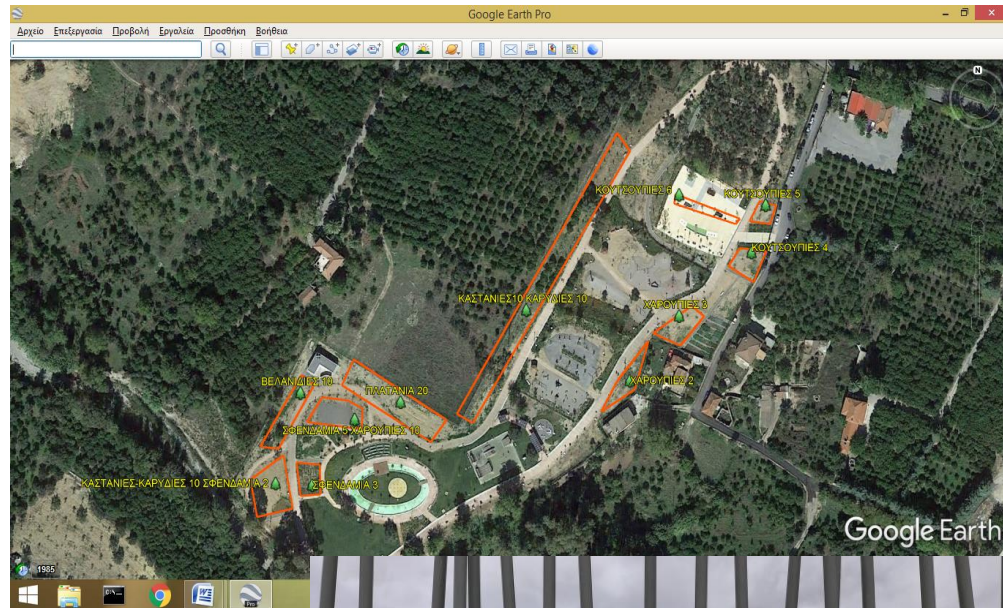 Google Earth Pro
Αρχείο Επεξεργασία Προβολή Εργαλεία Προσθήκη Βοήθεια
N
ΚΟΥΤΣΟΥΠΙΕΣ 6
ΚΟΥΤΣΟΥΠΙΕΣ 5
ΚΟΥΤΣΟΥΠΙΕΣ 4
ΚΑΣΤΑΝΙΕΣ10 ΚΑΡΥΔΙΕΣ 10
ΧΑΡΟΥΠΙΕΣ 3
ΧΑΡΟΥΠΙΕΣ 2
ΒΕΛΑΝΙΔΙΕΣ 10
ΠΛΑΤΑΝΙΑ 20
ΣΦΕΝΔΑΜΙΑ 5 ΧΑΡΟΥΠΙΕΣ 10
ΚΑΣΤΑΝΙΕΣ-ΚΑΡΥΔΙΕΣ 10 ΣΦΕΝΔΑΜΙΑ 2
ΣΦΕΝΔΑΜΙΑ 3
Google Earth
1985
Pro